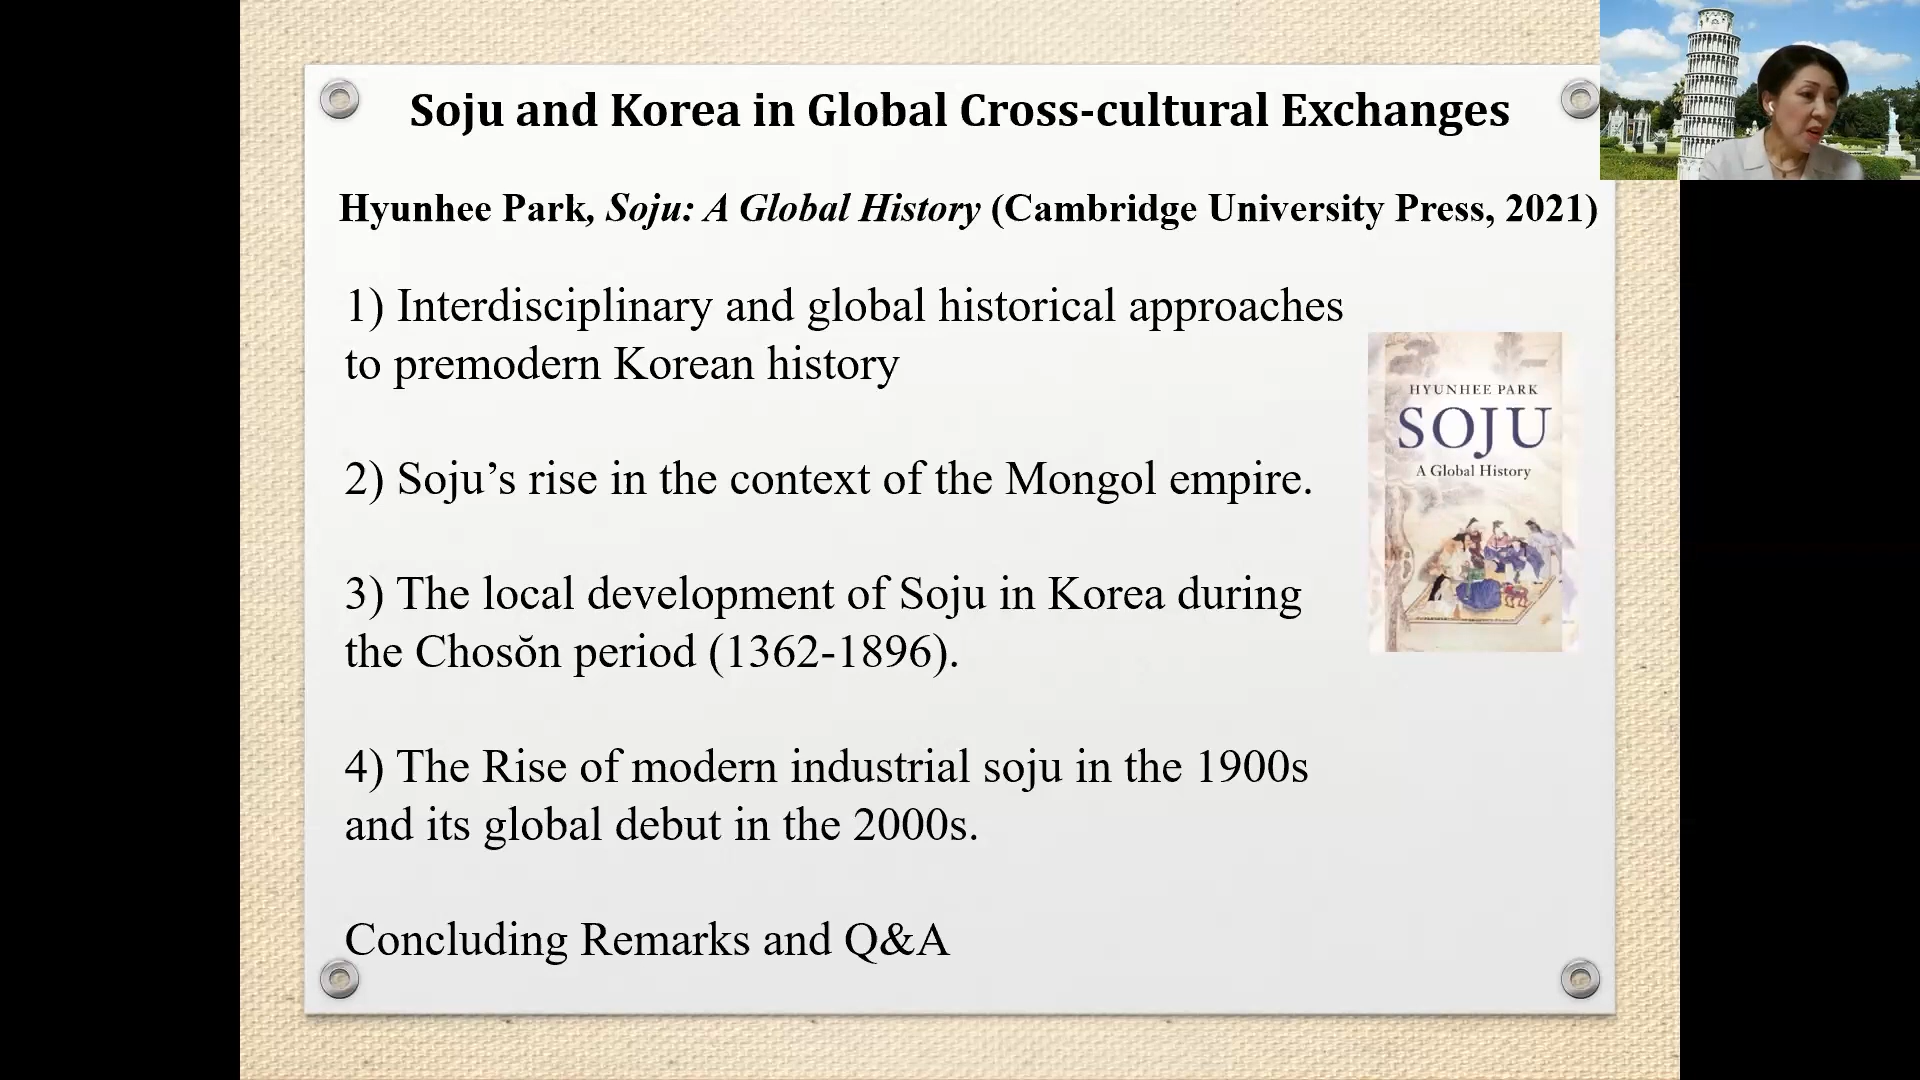 Soju and Korea in Global Cross-cultural Exchanges
Hyunhee Park, Soju: A Global History (Cambridge University Press, 2021)
1) Interdisciplinary and global historical approaches
to premodern Korean history
HYUNHEE PARK
SOJU
A Global History
2) Soju’s rise in the context of the Mongol empire.
3) The local development of Soju in Korea during
the Chosŏn period (1362-1896).
4) The Rise of modern industrial soju in the 1900s
and its global debut in the 2000s.
Concluding Remarks and Q&A